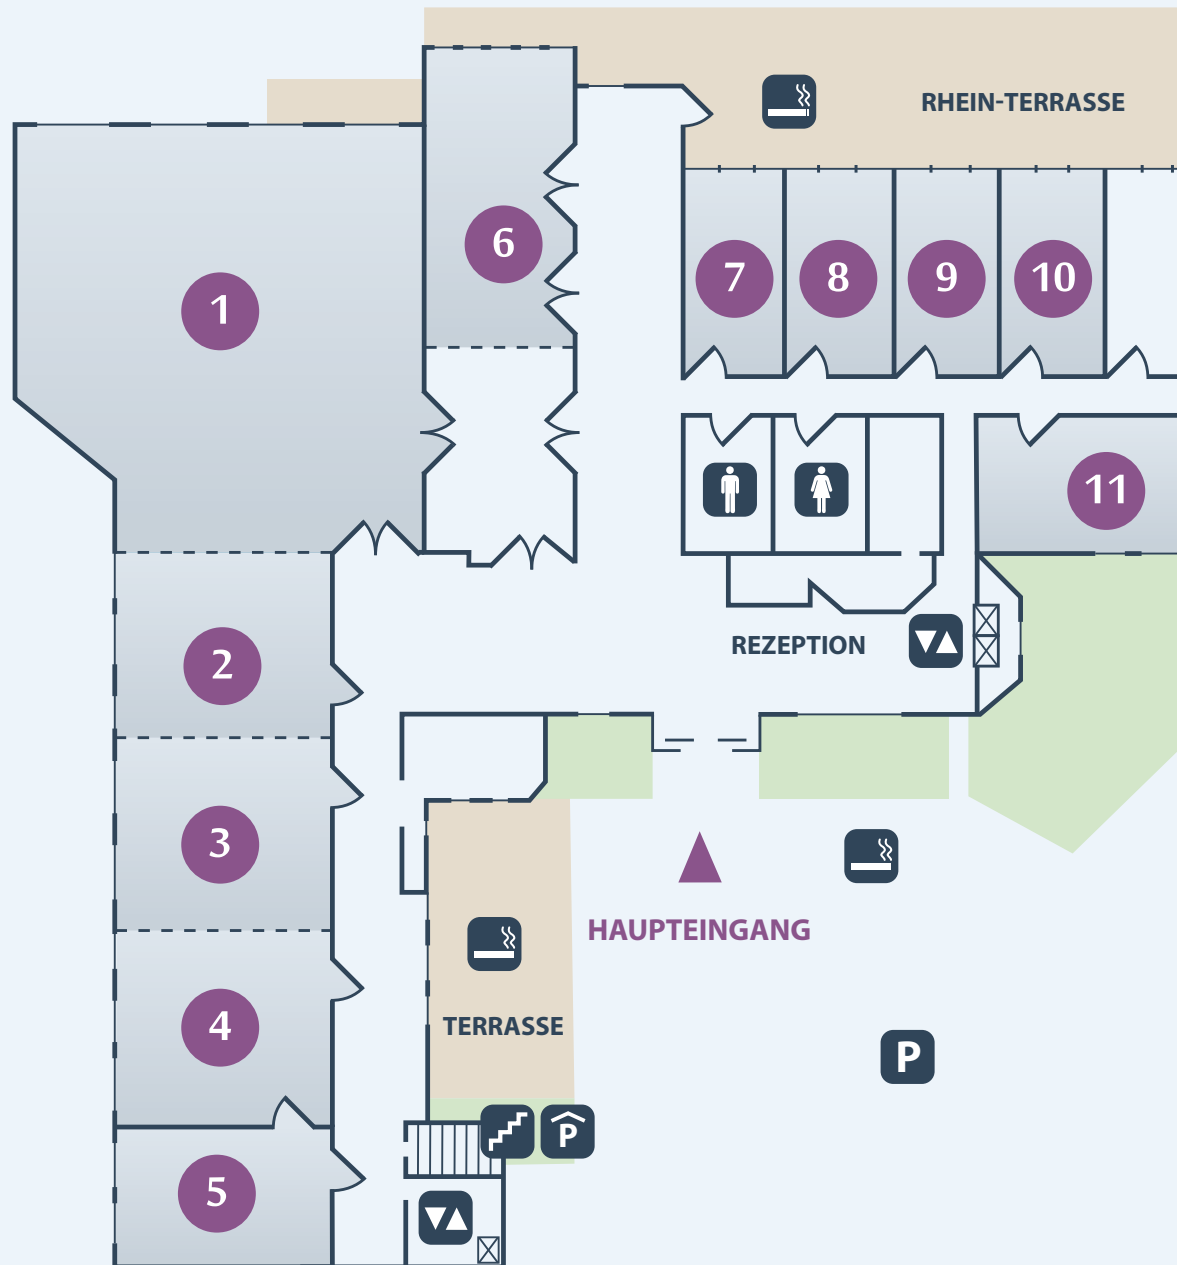 RHEIN-TERRASSE
6
7
8
9
10
1
11
REZEPTION
2
3
HAUPTEINGANG
4
TERRASSE
P
P
5